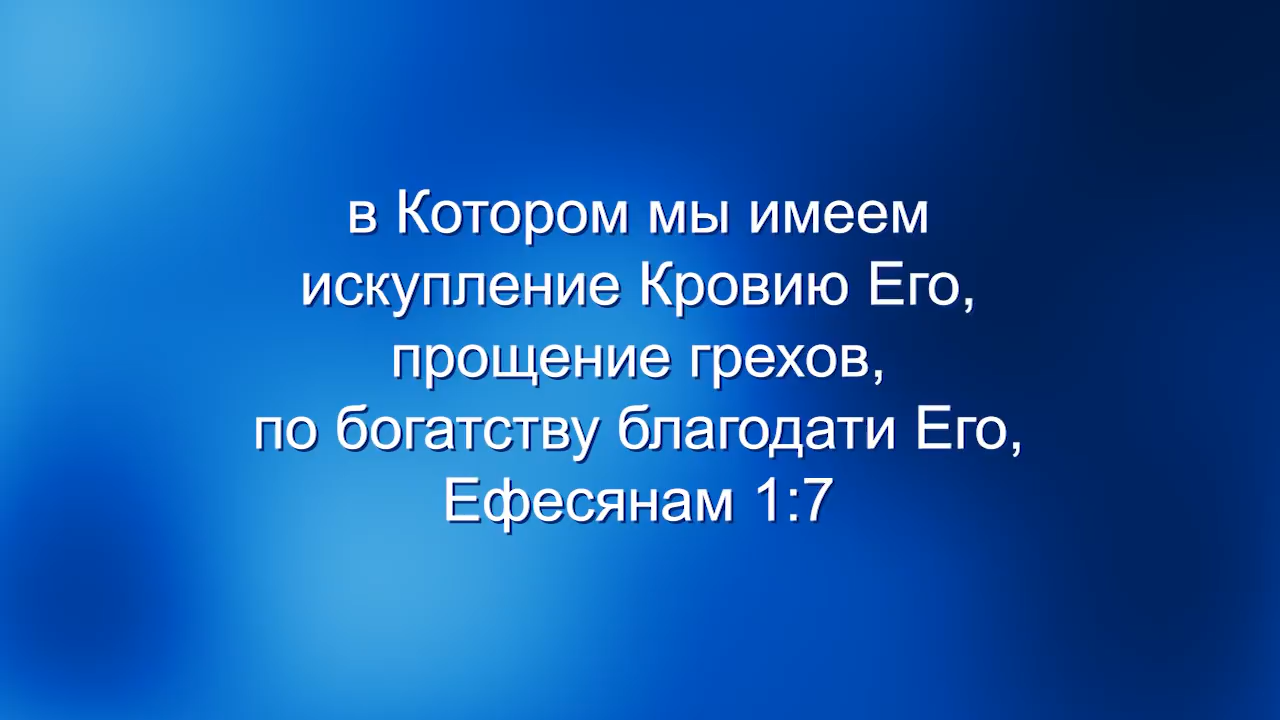 в Котором мы имеем
искупление Кровию Его,
прощение грехов,
по богатству благодати Его,
Ефесянам 1:7